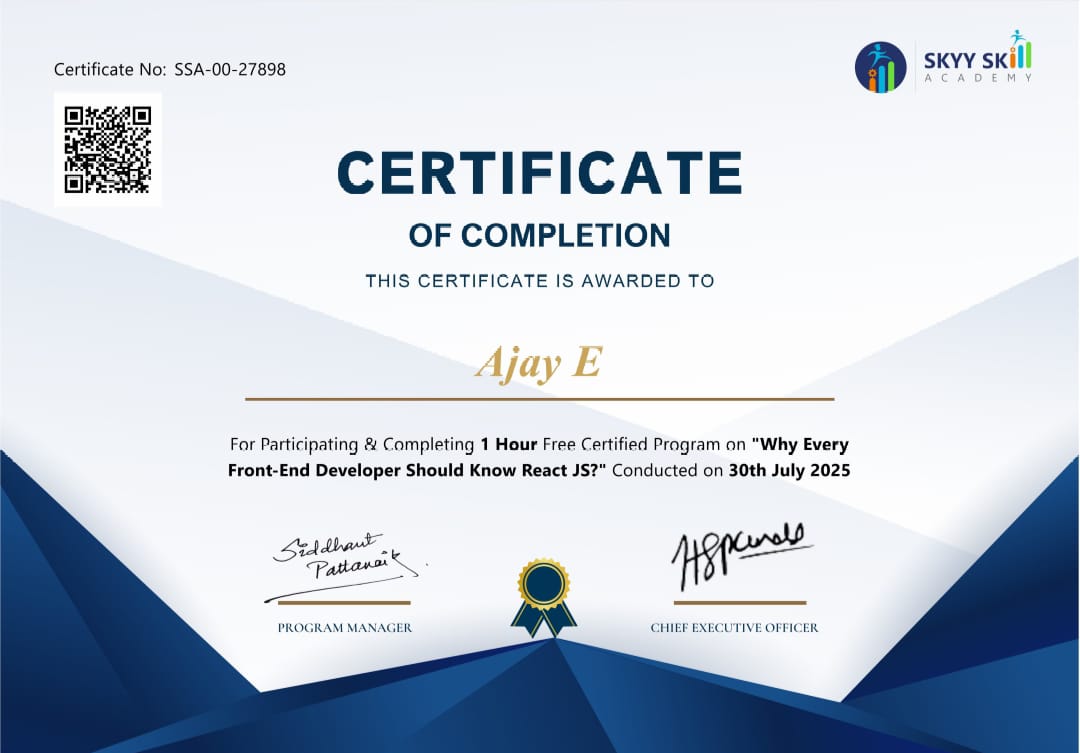 Certificate No: SSA-00-27898
SKYY SKill
ACADEMY
CERTIFICATE
OF COMPLETION
THIS CERTIFICATE IS AWARDED TO
Ajay E
For Participating & Completing 1 Hour Free Certified Program on "Why Every
Front-End Developer Should Know React JS?" Conducted on 30th July 2025
Siddhant
Pattanaik
PROGRAM MANAGER
CHIEF EXECUTIVE OFFICER